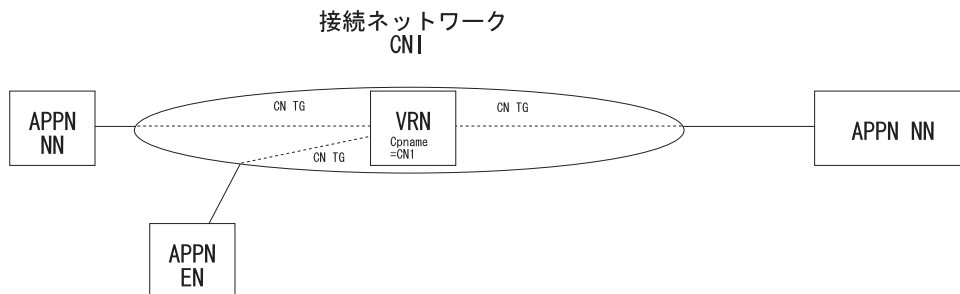 接続ネットワーク
CNI
CN TG
CN TG
APPN
NN
VRN
Cpname
=CN1
APPN NN
CN TG
APPN
EN